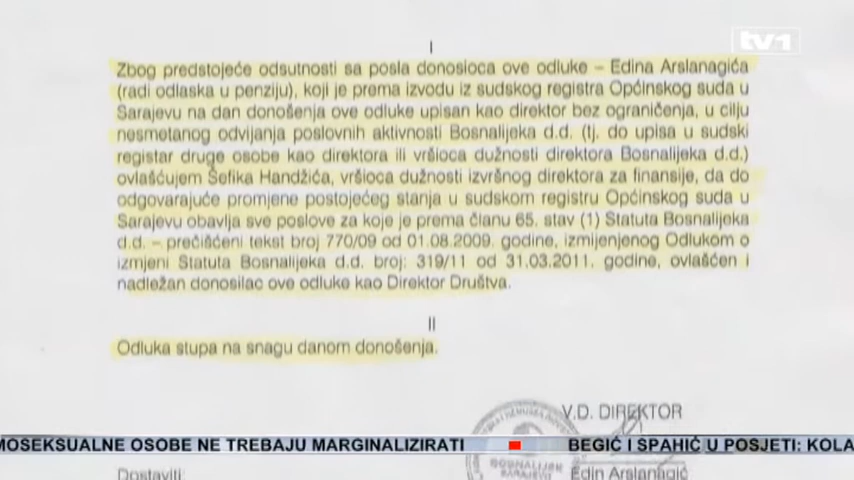 tv1
I
Zbog predstojeće odsutnosti sa posla donosioca ove odluke – Edina Arslanagića
(radi odlaska u penziju), koji je prema izvodu iz sudskog registra Općinskog suda u
Sarajevu na dan donošenja ove odluke upisan kao direktor bez ograničenja, u cilju
nesmetanog odvijanja poslovnih aktivnosti Bosnalijeka d.d. (tj. do upisa u sudski
registar druge osobe kao direktora ili vršioca dužnosti direktora Bosnalijeka d.d.)
ovlašćujem Šefika Handžića, vršioca dužnosti izvršnog direktora za finansije, da do
odgovarajuće promjene postojećeg stanja u sudskom registru Općinskog suda u
Sarajevu obavlja sve poslove za koje je prema članu 65. stav (1) Statuta Bosnalijeka
d.d. – prečišćeni tekst broj 770/09 od 01.08.2009. godine, izmijenjenog Odlukom o
izmjeni Statuta Bosnalijeka d.d. broj: 319/11 od 31.03.2011. godine, ovlašćen i
nadležan donosilac ove odluke kao Direktor Društva.
II
Odluka stupa na snagu danom donošenja.
V.D. DIREKTOR
MOSEKSUALNE OSOBE NE TREBAJU MARGINALIZIRATI BEGIĆ I SPAHIĆ U POSJETI: KOLA
BOSNALIJEK
SARAJEVO
Dostaviti: Edin Arslanagić